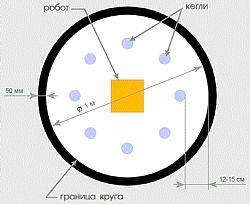 робот
кегли
50 мм
Ø 1 м
12-15 см
граница круга